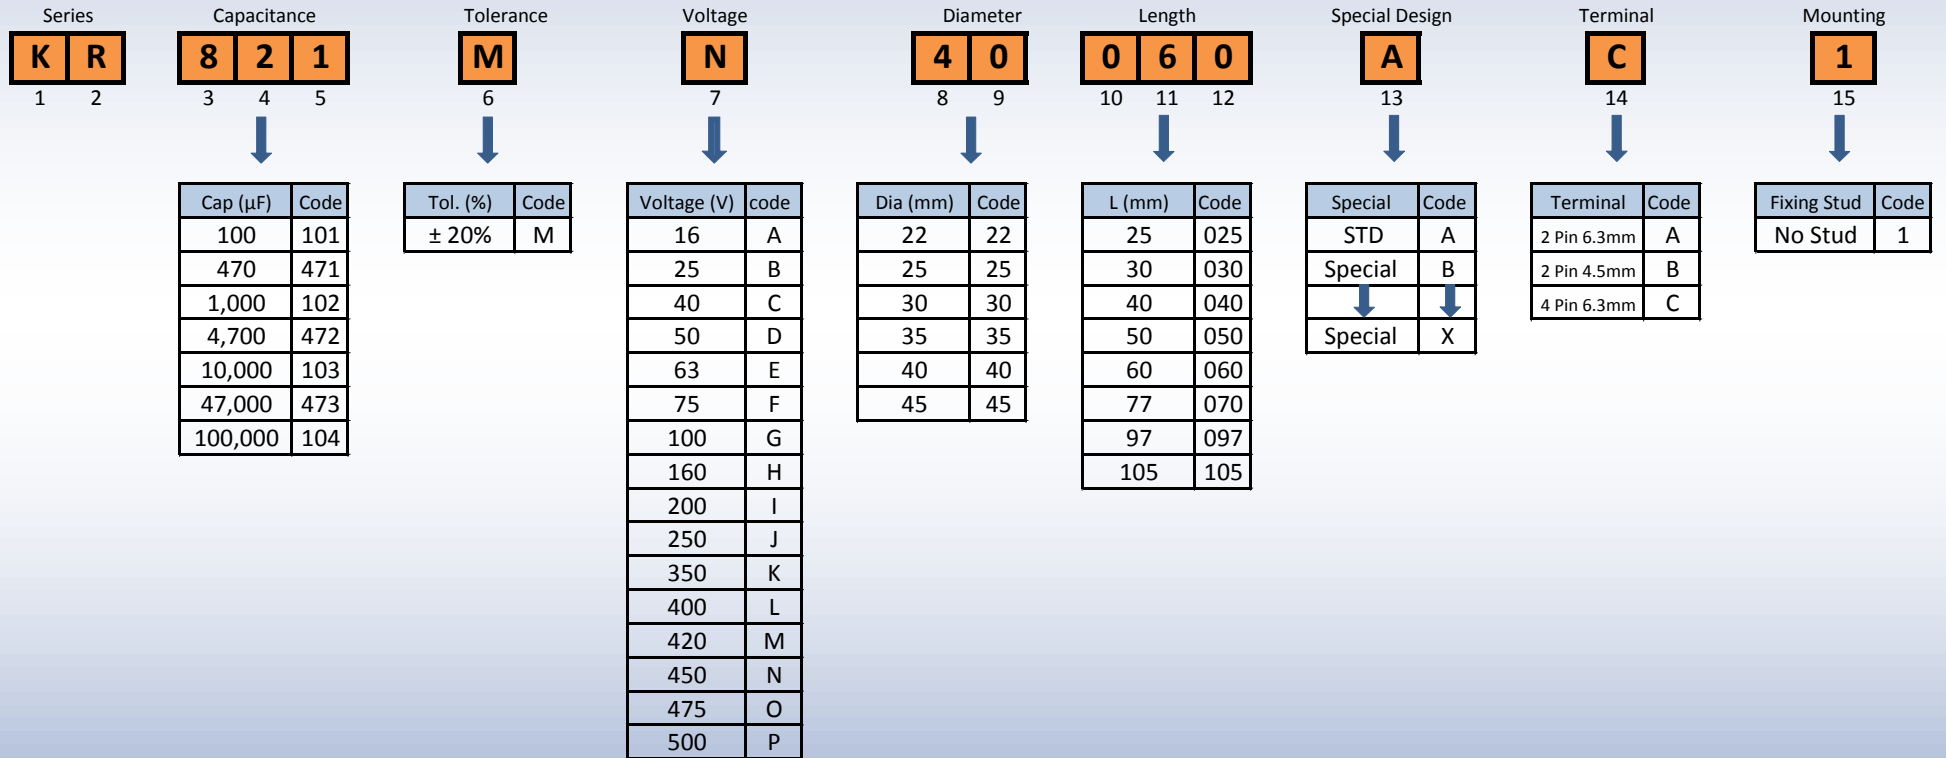 Series Capacitance Tolerance Voltage Diameter Length Special Design Terminal Mounting
K R 8 2 1 M N 4 0 0 6 0 A C 1
1 2 3 4 5 6 7 8 9 10 11 12 13 14 15
Cap (µF) Code Tol. (%) Code Voltage (V) code Dia (mm) Code L (mm) Code Special Code Terminal Code Fixing Stud Code
100 101 ± 20% M 16 A 22 22 25 025 STD A 2 Pin 6.3mm A No Stud 1
470 471 25 B 25 25 30 030 Special B 2 Pin 4.5mm B
1,000 102 40 C 30 30 40 040 4 Pin 6.3mm C
4,700 472 50 D 35 35 50 050 Special X
10,000 103 63 E 40 40 60 060
47,000 473 75 F 45 45 77 070
100,000 104 100 G 97 097
160 H 105 105
200 I
250 J
350 K
400 L
420 M
450 N
475 O
500 P